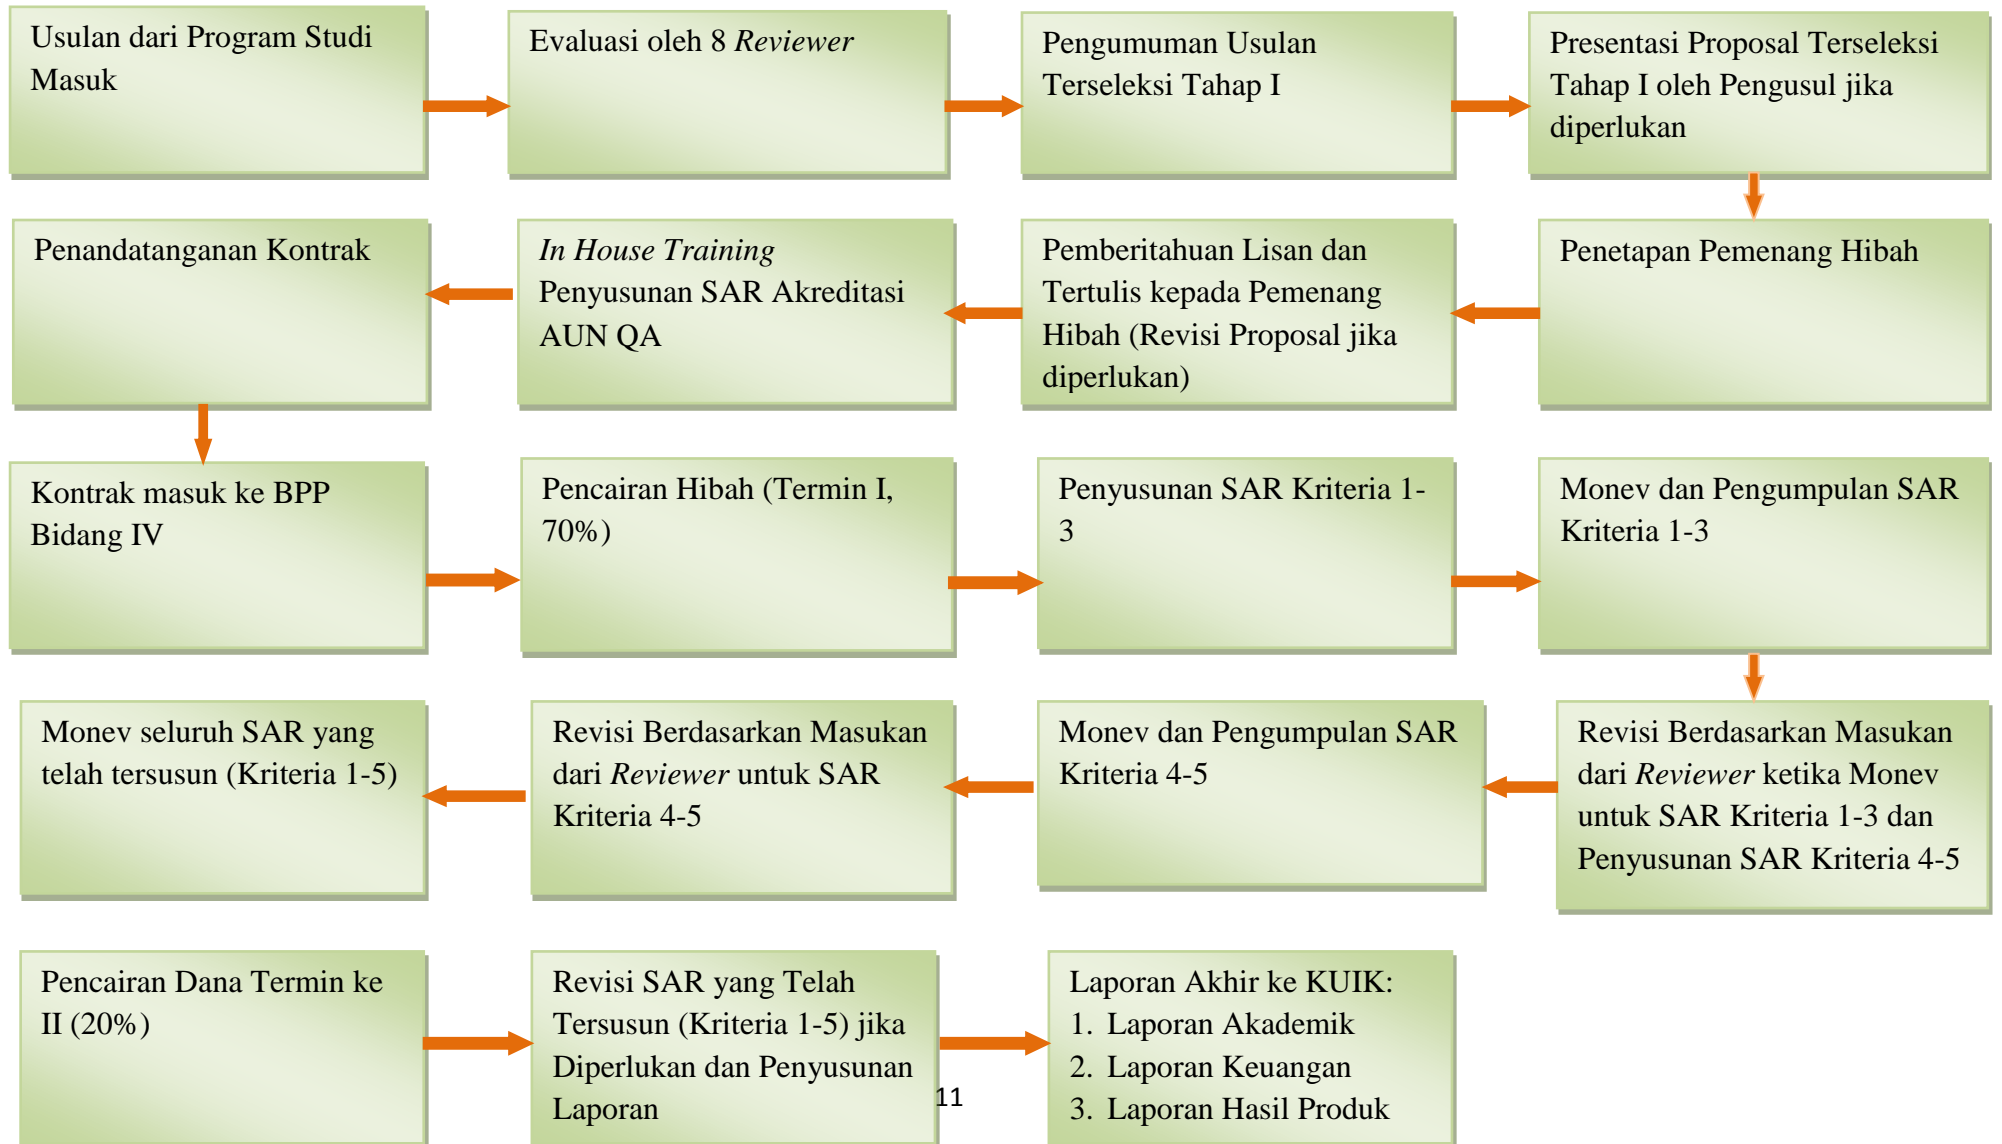 Usulan dari Program Studi
Masuk
Evaluasi oleh 8 Reviewer
Pengumuman Usulan
Terseleksi Tahap I
Presentasi Proposal Terseleksi
Tahap I oleh Pengusul jika
diperlukan
Penetapan Pemenang Hibah
Pemberitahuan Lisan dan
Tertulis kepada Pemenang
Hibah (Revisi Proposal jika
diperlukan)
In House Training
Penyusunan SAR Akreditasi
AUN QA
Penandatanganan Kontrak
Kontrak masuk ke BPP
Bidang IV
Pencairan Hibah (Termin I,
70%)
Penyusunan SAR Kriteria 1-
3
Monev dan Pengumpulan SAR
Kriteria 1-3
Revisi Berdasarkan Masukan
dari Reviewer ketika Monev
untuk SAR Kriteria 1-3 dan
Penyusunan SAR Kriteria 4-5
Monev dan Pengumpulan SAR
Kriteria 4-5
Revisi Berdasarkan Masukan
dari Reviewer untuk SAR
Kriteria 4-5
Monev seluruh SAR yang
telah tersusun (Kriteria 1-5)
Pencairan Dana Termin ke
II (20%)
Revisi SAR yang Telah
Tersusun (Kriteria 1-5) jika
Diperlukan dan Penyusunan
Laporan
Laporan Akhir ke KUIK:
1. Laporan Akademik
2. Laporan Keuangan
3. Laporan Hasil Produk
11